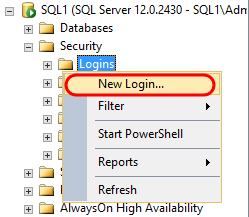 SQL1 (SQL Server 12.0.2430 - SQL1\Adm
Databases
Security
Logins
New Login...
Filter
Start PowerShell
Reports
Refresh
AlwaysOn High Availability